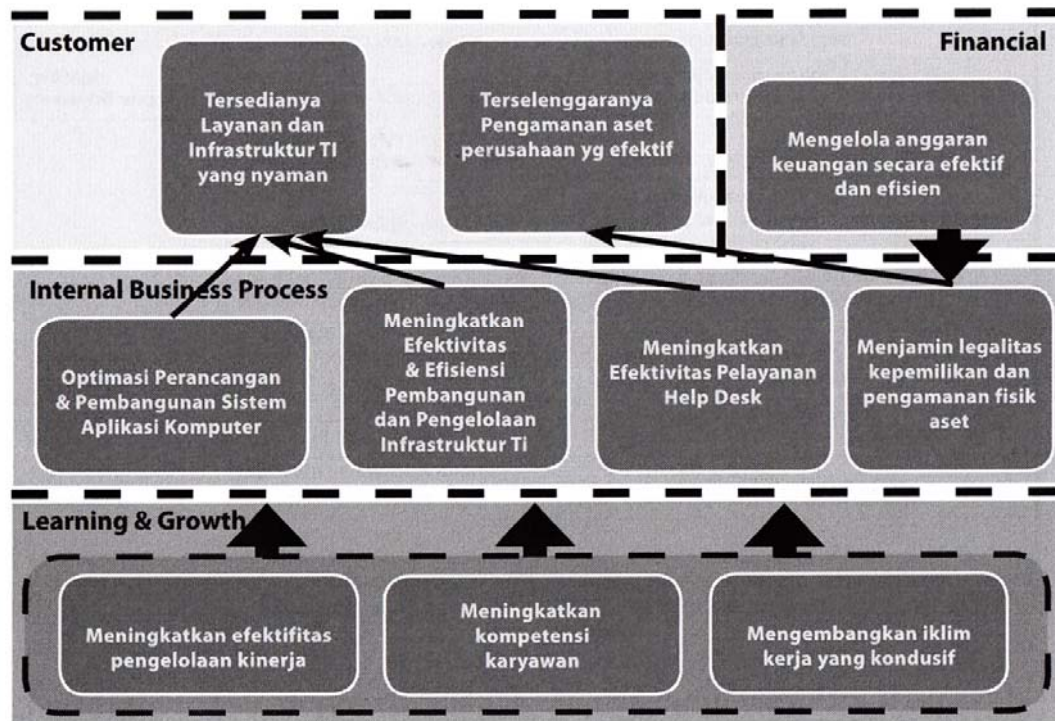 Customer
Financial
Tersedianya
Layanan dan
Infrastruktur TI
yang nyaman
Terselenggaranya
Pengamanan aset
perusahaan yg efektif
Mengelola anggaran
keuangan secara efektif
dan efisien
Internal Business Process
Optimasi Perancangan
& Pembangunan Sistem
Aplikasi Komputer
Meningkatkan
Efektivitas
& Efisiensi
Pembangunan
dan Pengelolaan
Infrastruktur Ti
Meningkatkan
Efektivitas Pelayanan
Help Desk
Menjamin legalitas
kepemilikan dan
pengamanan fisik
aset
Learning & Growth
Meningkatkan efektifitas
pengelolaan kinerja
Meningkatkan
kompetensi
karyawan
Mengembangkan iklim
kerja yang kondusif